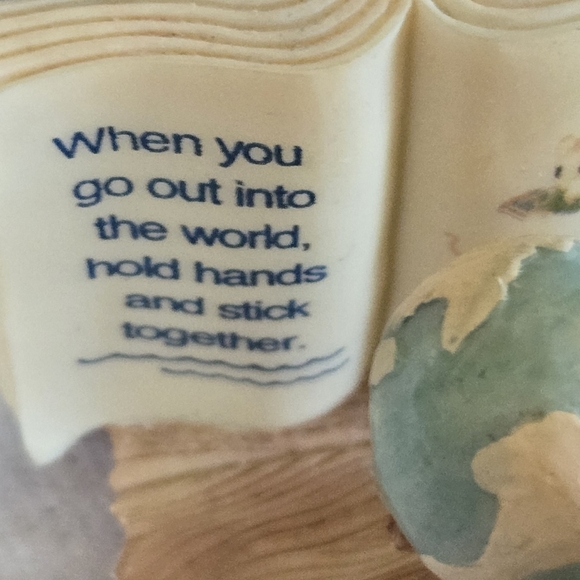 When you
go out into
the world,
hold hands
and stick
together.